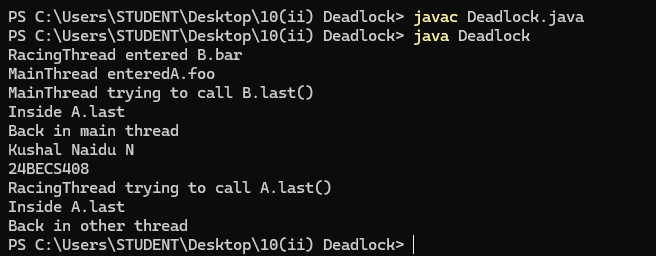 PS C:\Users\STUDENT\Desktop\10(ii) Deadlock> javac Deadlock.java
PS C:\Users\STUDENT\Desktop\10(ii) Deadlock> java Deadlock
RacingThread entered B.bar
MainThread enteredA.foo
MainThread trying to call B.last()
Inside A.last
Back in main thread
Kushal Naidu N
24BECS408
RacingThread trying to call A.last()
Inside A.last
Back in other thread
PS C:\Users\STUDENT\Desktop\10(ii) Deadlock>